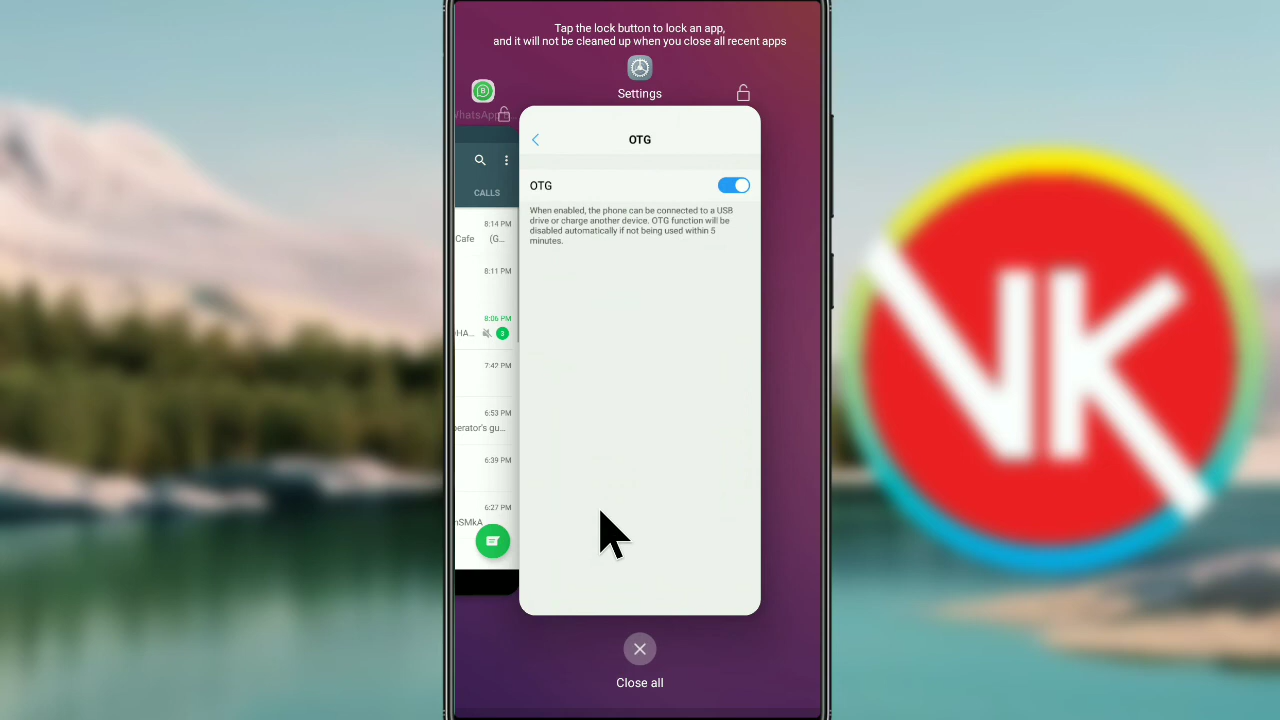 Tap the lock button to lock an app,
and it will not be cleaned up when you close all recent apps
Settings
WhatsApp
OTG
OTG
When enabled, the phone can be connected to a USB
drive or charge another device. OTG function will be
disabled automatically if not being used within 5
minutes.
CALLS
8:14 PM
Cafe (G...
8:11 PM
8:06 PM
3
7:42 PM
6:53 PM
6:39 PM
6:27 PM
Close all
VK